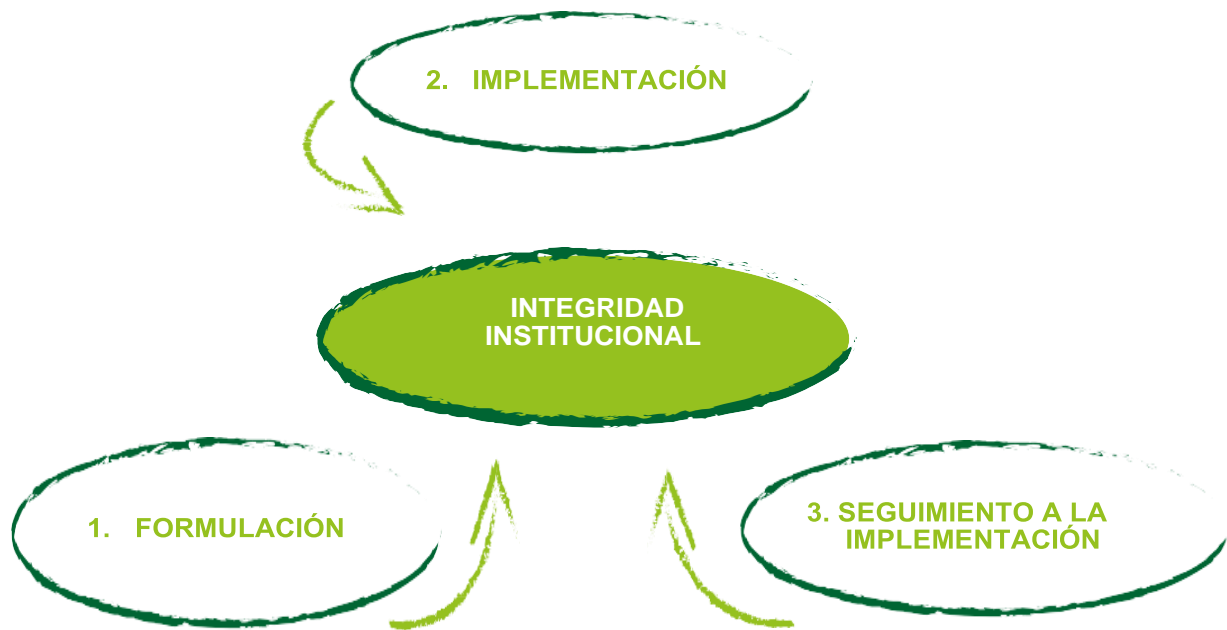 2. IMPLEMENTACIÓN
INTEGRIDAD
INSTITUCIONAL
1. FORMULACIÓN
3. SEGUIMIENTO A LA
IMPLEMENTACIÓN